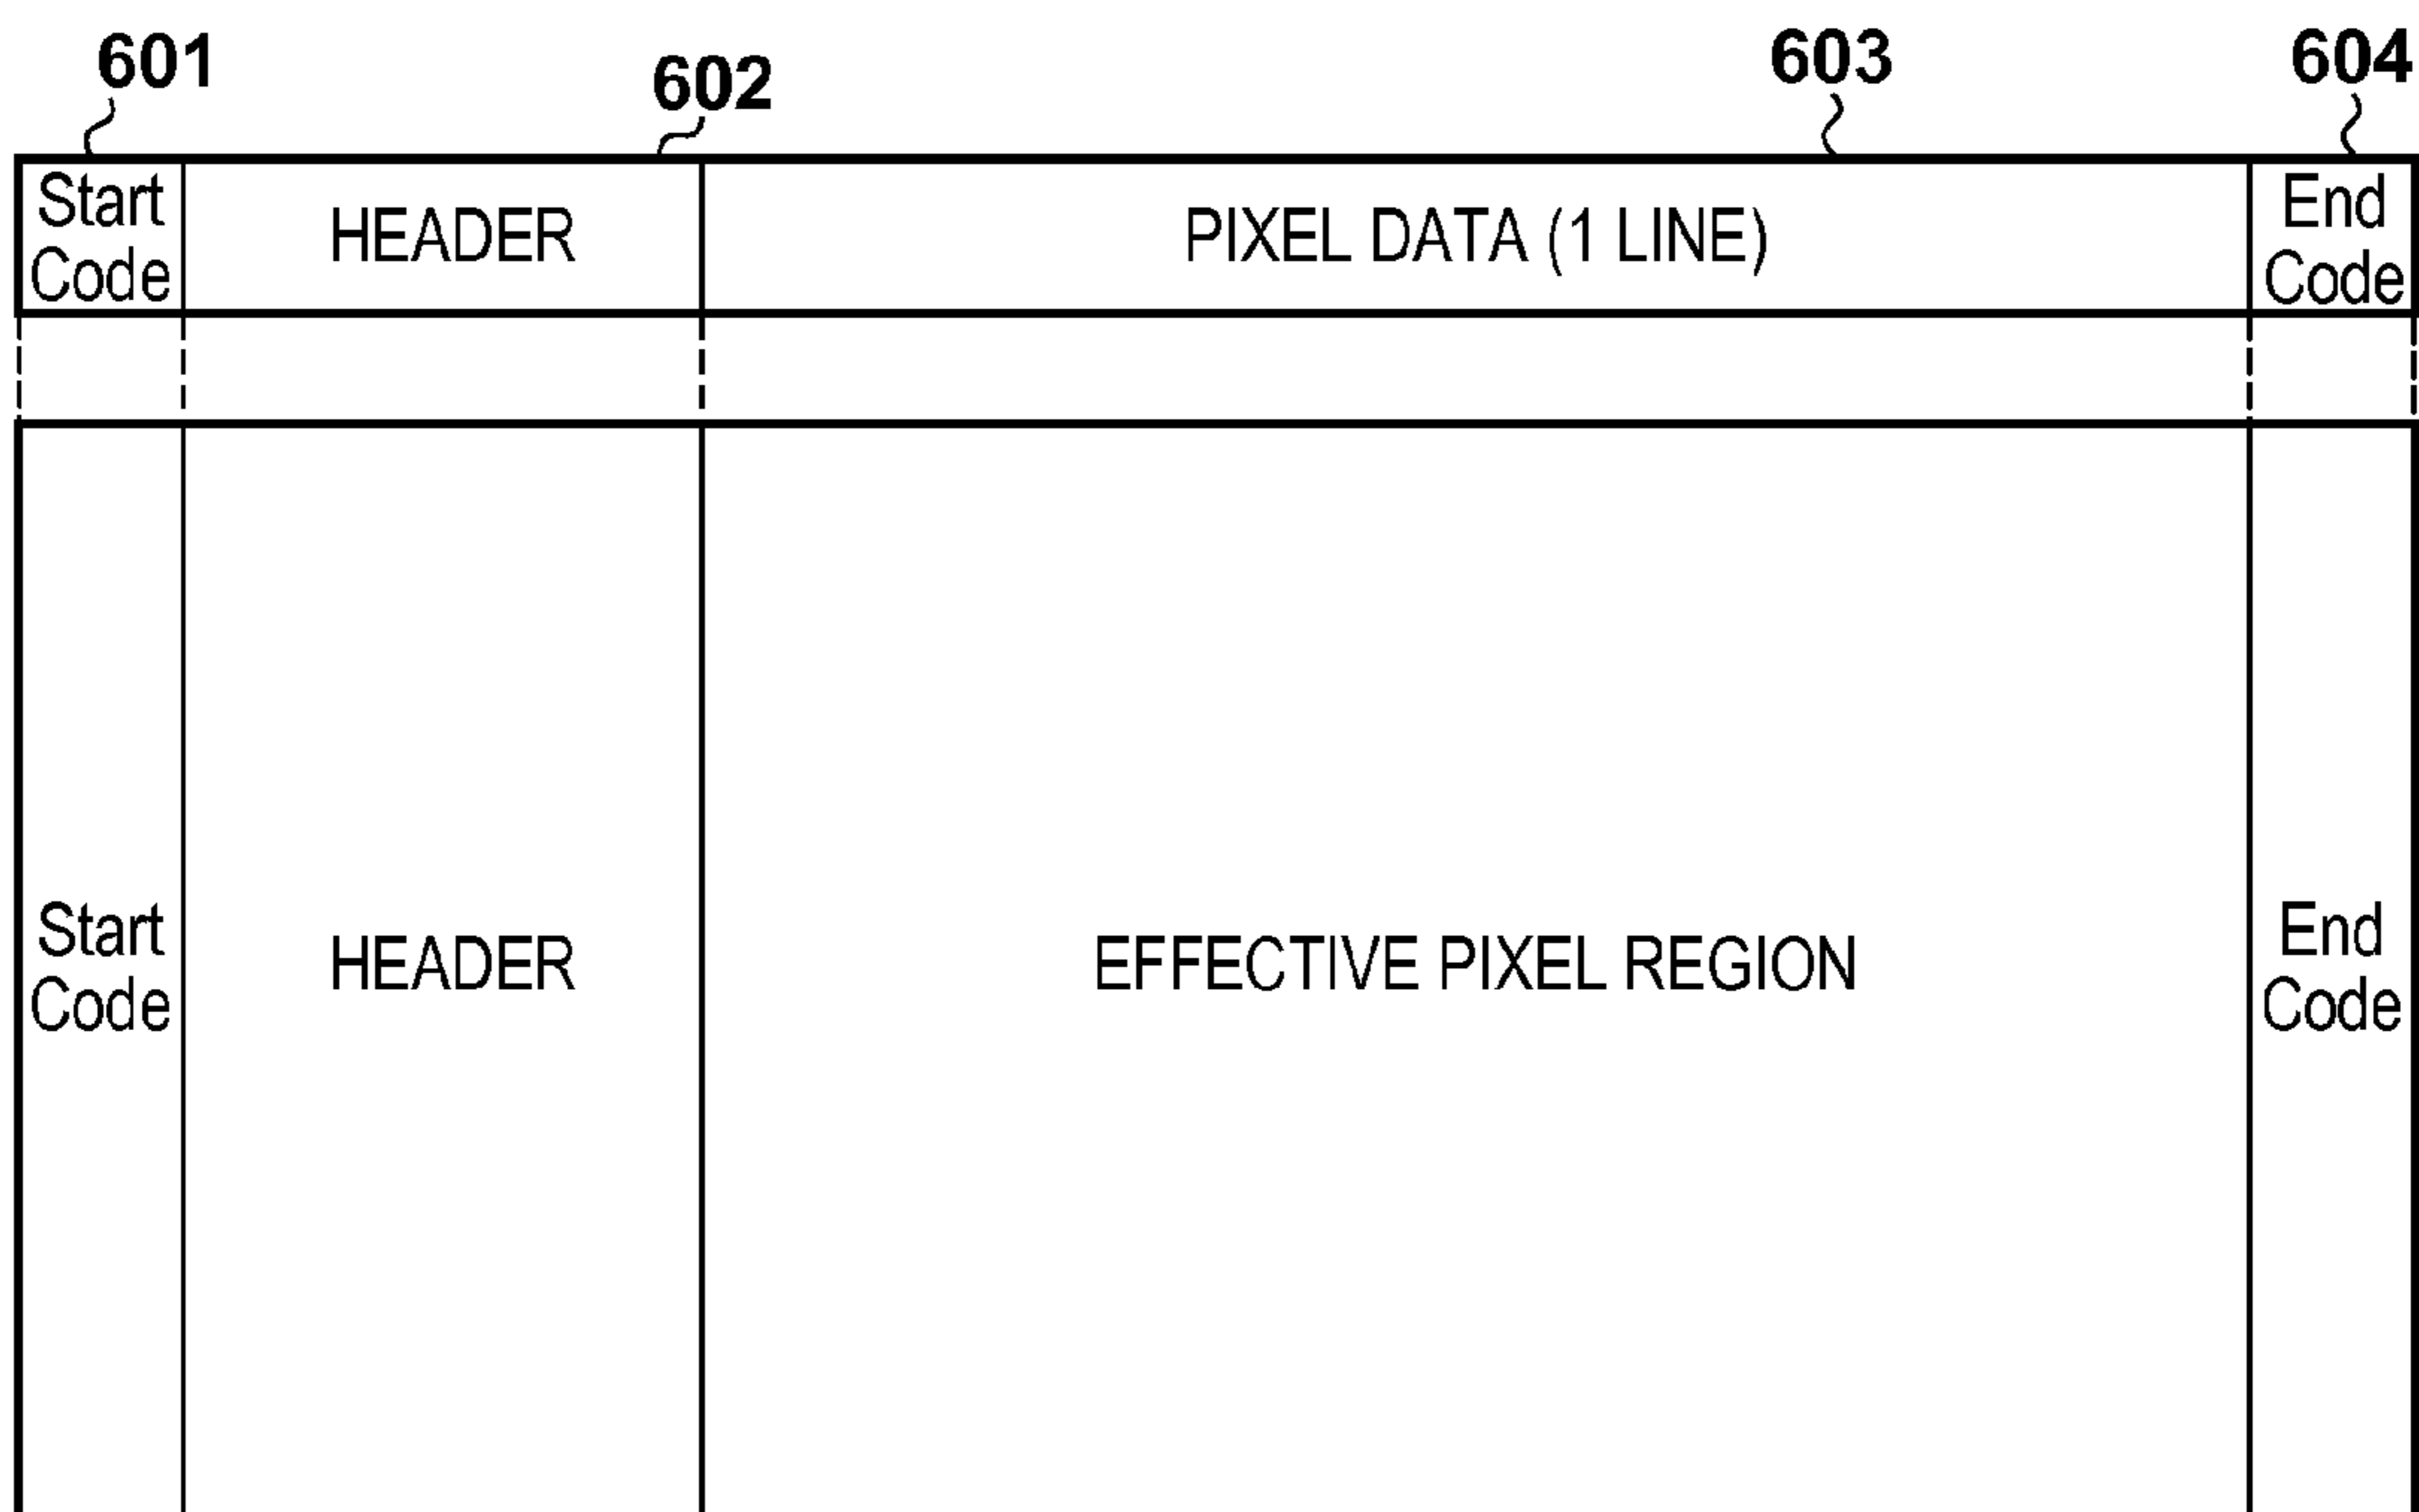 601
602
603
604
Start
Code
HEADER
PIXEL DATA (1 LINE)
End
Code
Start
Code
HEADER
EFFECTIVE PIXEL REGION
End
Code